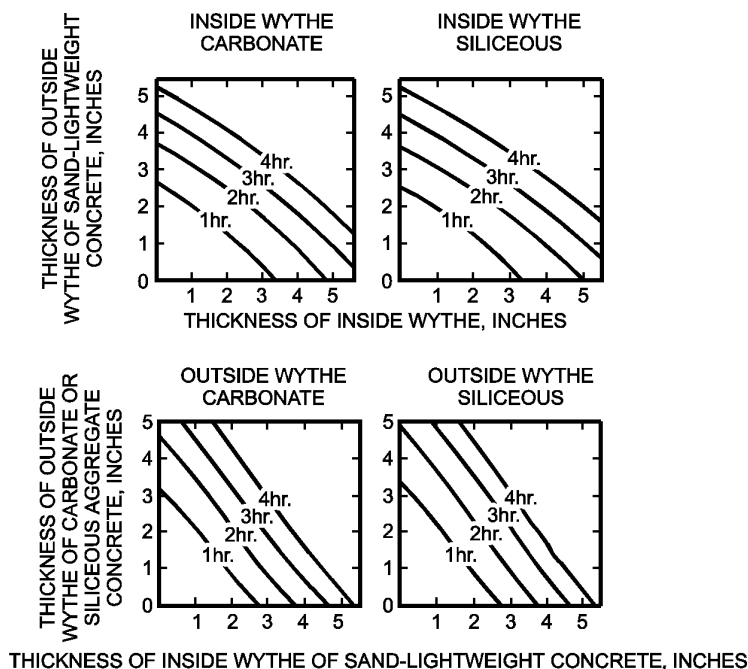 INSIDE WYTHE
CARBONATE
INSIDE WYTHE
SILICEOUS
THICKNESS OF OUTSIDE
WYTHE OF SAND-LIGHTWEIGHT
CONCRETE, INCHES
5
4
3
2
1
0
4hr.
3hr.
2hr.
1hr.
1 2 3 4 5
5
4
3
2
1
0
4hr.
3hr.
2hr.
1hr.
1 2 3 4 5
THICKNESS OF INSIDE WYTHE, INCHES
OUTSIDE WYTHE
CARBONATE
OUTSIDE WYTHE
SILICEOUS
THICKNESS OF OUTSIDE
WYTHE OF CARBONATE OR
SILICEOUS AGGREGATE
CONCRETE, INCHES
5
4
3
2
1
0
4hr.
3hr.
2hr.
1hr.
1 2 3 4 5
5
4
3
2
1
0
4hr.
3hr.
2hr.
1hr.
1 2 3 4 5
THICKNESS OF INSIDE WYTHE OF SAND-LIGHTWEIGHT CONCRETE, INCHES